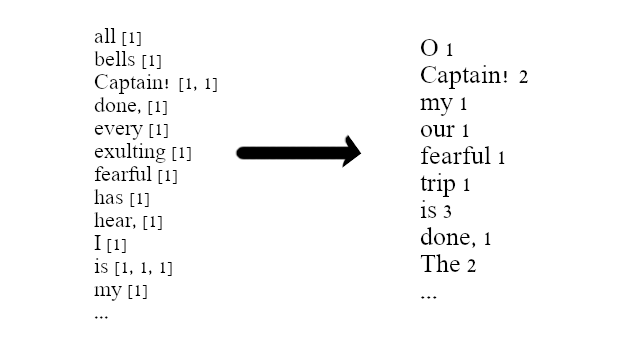 all [1]
bells [1]
Captain! [1, 1]
done, [1]
every [1]
exulting [1]
fearful [1]
has [1]
hear, [1]
I [1]
is [1, 1, 1]
my [1]
...
O 1
Captain! 2
my 1
our 1
fearful 1
trip 1
is 3
done, 1
The 2
...